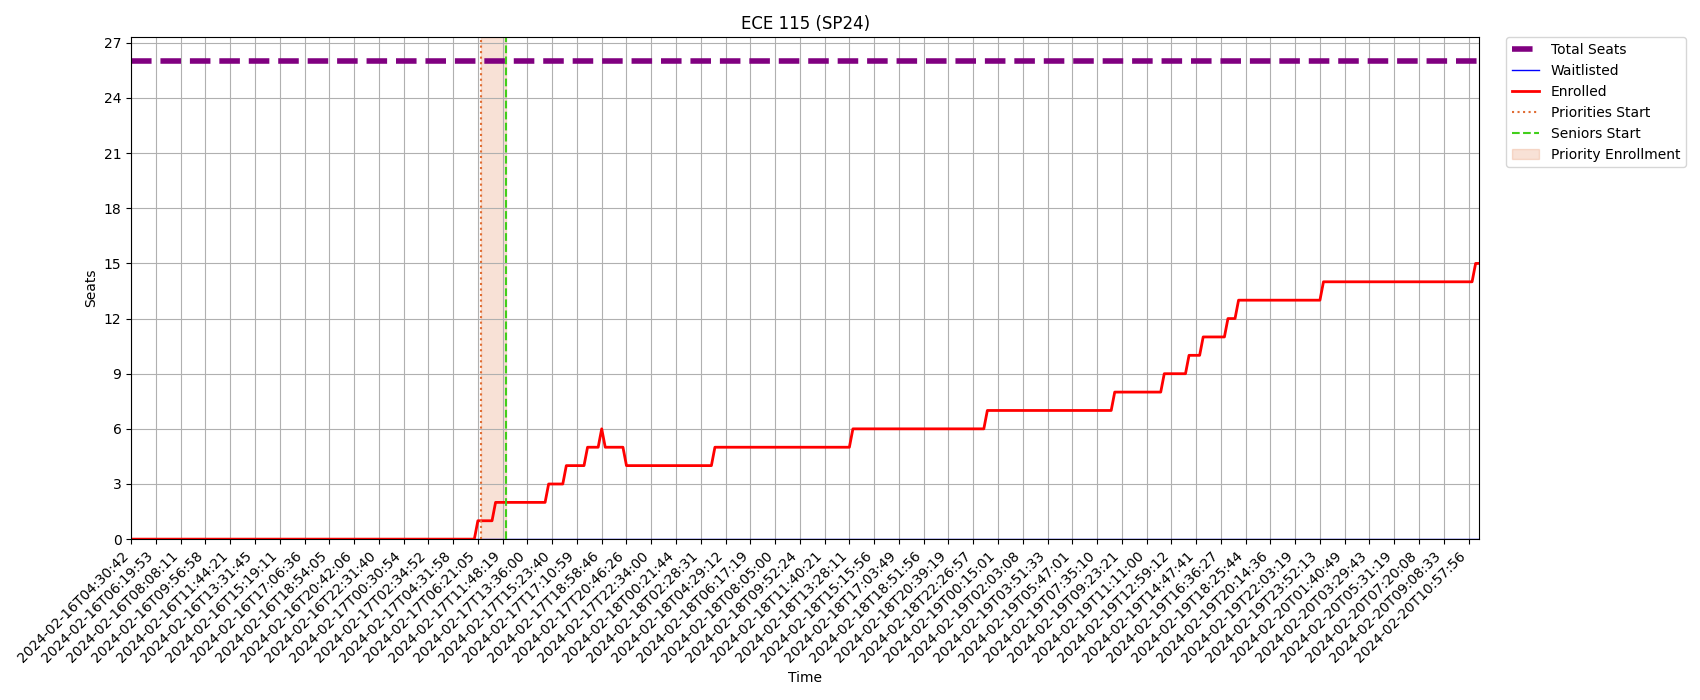 ECE 115 (SP24)
27
24
21
18
15
12
9
6
3
0
Seats
2024-02-16T04:30:42
2024-02-16T06:19:53
2024-02-16T08:08:11
2024-02-16T09:56:58
2024-02-16T11:44:21
2024-02-16T13:31:45
2024-02-16T15:19:11
2024-02-16T17:06:36
2024-02-16T18:54:05
2024-02-16T20:42:06
2024-02-16T22:31:40
2024-02-17T00:30:54
2024-02-17T02:34:52
2024-02-17T04:31:58
2024-02-17T06:21:05
2024-02-17T11:48:19
2024-02-17T13:36:00
2024-02-17T15:23:40
2024-02-17T17:10:59
2024-02-17T18:58:46
2024-02-17T20:46:26
2024-02-17T22:34:00
2024-02-18T00:21:44
2024-02-18T02:28:31
2024-02-18T04:29:12
2024-02-18T06:17:19
2024-02-18T08:05:00
2024-02-18T09:52:24
2024-02-18T11:40:21
2024-02-18T13:28:11
2024-02-18T15:15:56
2024-02-18T17:03:49
2024-02-18T18:51:56
2024-02-18T20:39:19
2024-02-18T22:26:57
2024-02-19T00:15:01
2024-02-19T02:03:08
2024-02-19T03:51:33
2024-02-19T05:47:01
2024-02-19T07:35:10
2024-02-19T09:23:21
2024-02-19T11:11:00
2024-02-19T12:59:12
2024-02-19T14:47:41
2024-02-19T16:36:27
2024-02-19T18:25:44
2024-02-19T20:14:36
2024-02-19T22:03:19
2024-02-19T23:52:13
2024-02-20T01:40:49
2024-02-20T03:29:43
2024-02-20T05:31:19
2024-02-20T07:20:08
2024-02-20T09:08:33
2024-02-20T10:57:56
Time
Total Seats
Waitlisted
Enrolled
Priorities Start
Seniors Start
Priority Enrollment